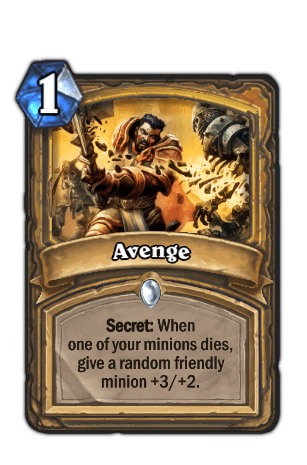 1
Avenge
Secret: When
one of your minions dies,
give a random friendly
minion +3/+2.